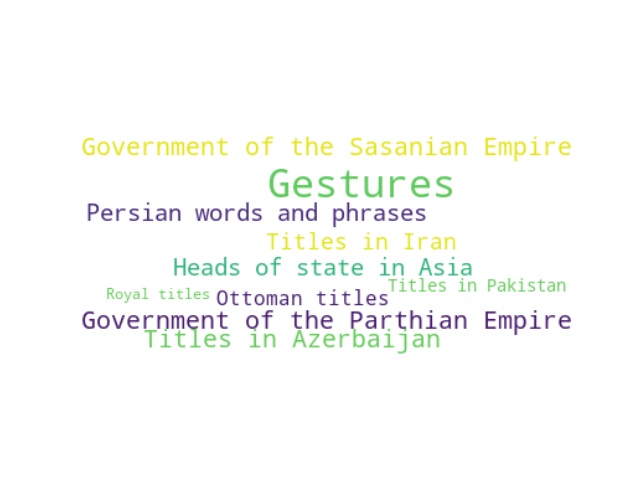 Government of the Sasanian Empire
Gestures
Persian words and phrases
Titles in Iran
Heads of state in Asia
Titles in Pakistan
Royal titles
Ottoman titles
Government of the Parthian Empire
Titles in Azerbaijan